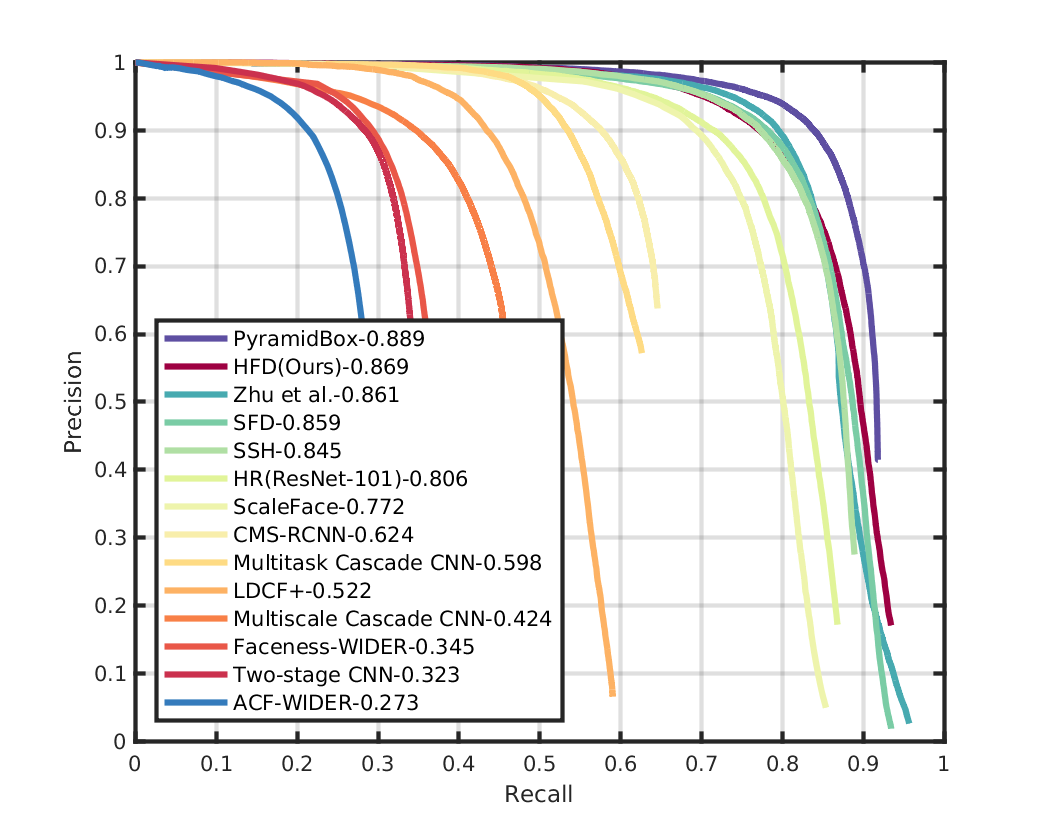 1
0.9
0.8
0.7
0.6
0.5
0.4
0.3
0.2
0.1
0
Precision
PyramidBox-0.889
HFD(Ours)-0.869
Zhu et al.-0.861
SFD-0.859
SSH-0.845
HR(ResNet-101)-0.806
ScaleFace-0.772
CMS-RCNN-0.624
Multitask Cascade CNN-0.598
LDCF+-0.522
Multiscale Cascade CNN-0.424
Faceness-WIDER-0.345
Two-stage CNN-0.323
ACF-WIDER-0.273
0 0.1 0.2 0.3 0.4 0.5 0.6 0.7 0.8 0.9 1
Recall